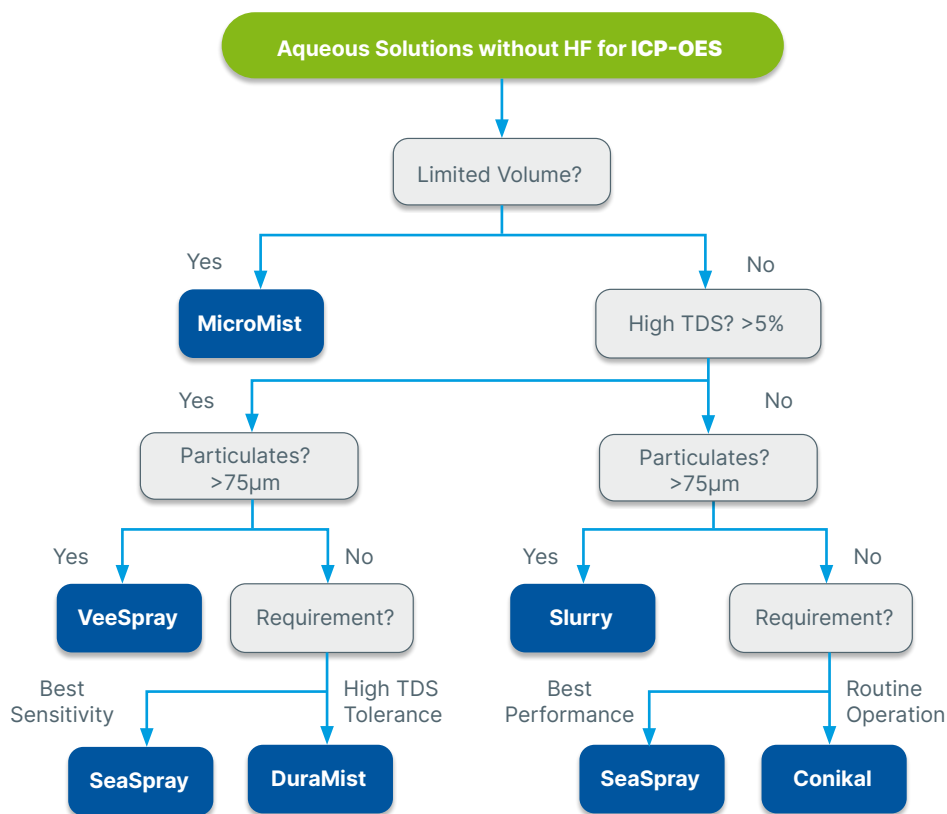 Aqueous Solutions without HF for ICP-OES
Limited Volume?
Yes
No
MicroMist
High TDS? >5%
Yes
No
Particulates?
>75µm
Particulates?
>75µm
Yes
No
Yes
No
VeeSpray
Requirement?
Slurry
Requirement?
Best
Sensitivity
High TDS
Tolerance
Best
Performance
Routine
Operation
SeaSpray
DuraMist
SeaSpray
Conikal